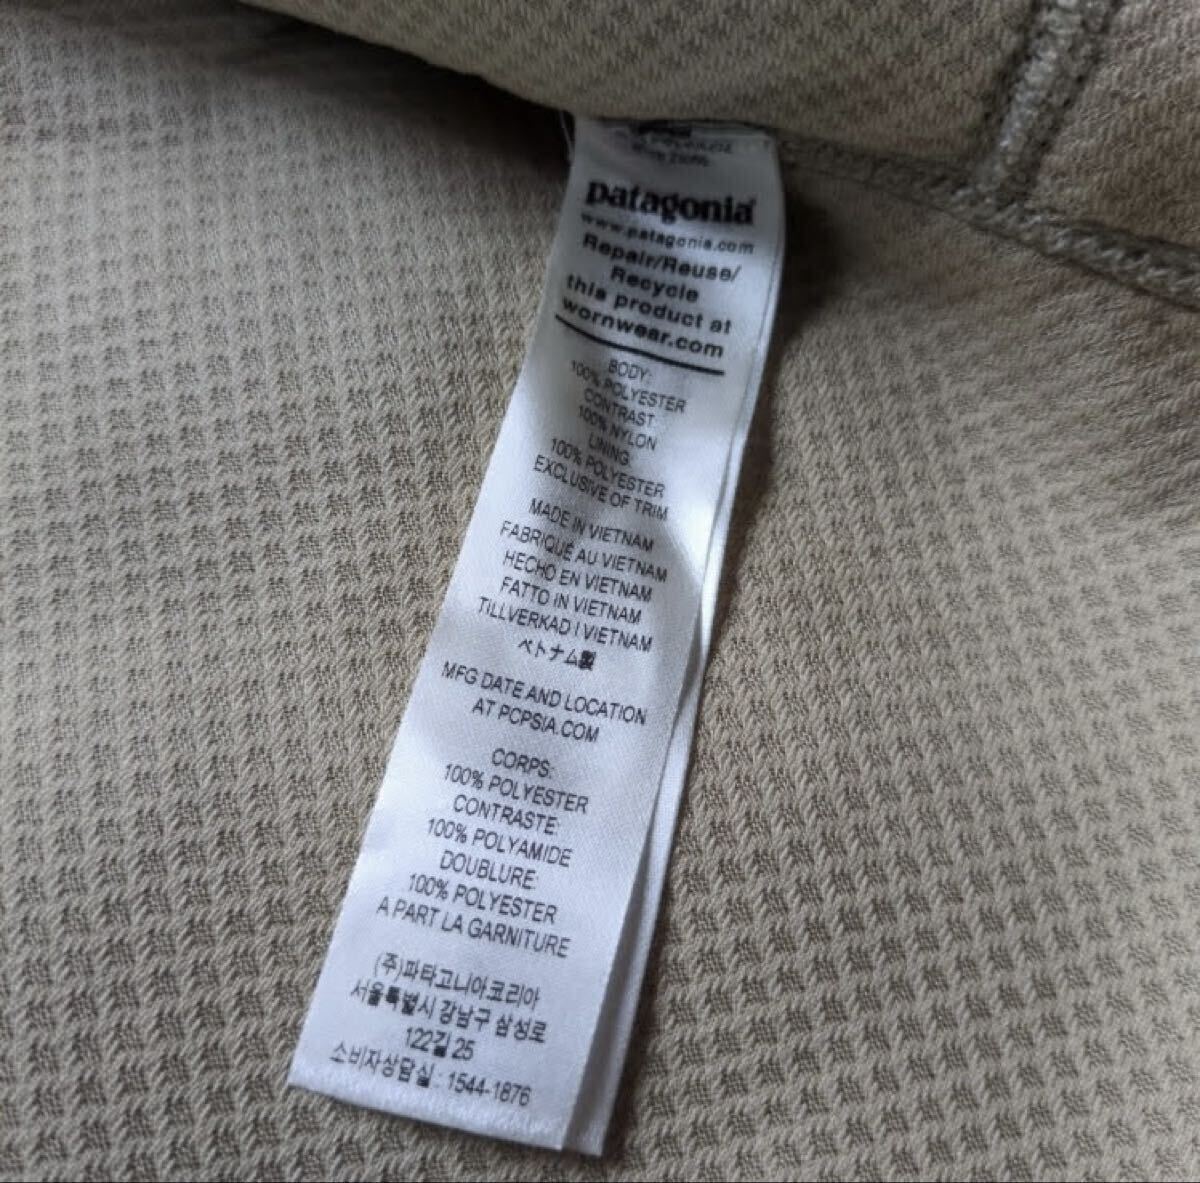 patagonia
www.patagonia.com
Repair/Reuse/
Recycle
this product at
wornwear.com
BODY:
100% POLYESTER
CONTRAST:
100% NYLON
LINING:
100% POLYESTER
EXCLUSIVE OF TRIM
MADE IN VIETNAM
FABRIQUÉ AU VIETNAM
HECHO EN VIETNAM
FATTO IN VIETNAM
TILLVERKAD I VIETNAM
ベトナム製
MFG DATE AND LOCATION
AT PCPSIA.COM
CORPS:
100% POLYESTER
CONTRASTE:
100% POLYAMIDE
DOUBLURE:
100% POLYESTER
A PART LA GARNITURE
(주)파타고니아코리아
서울특별시 강남구 삼성로
122길 25
소비자상담실 : 1544-1876